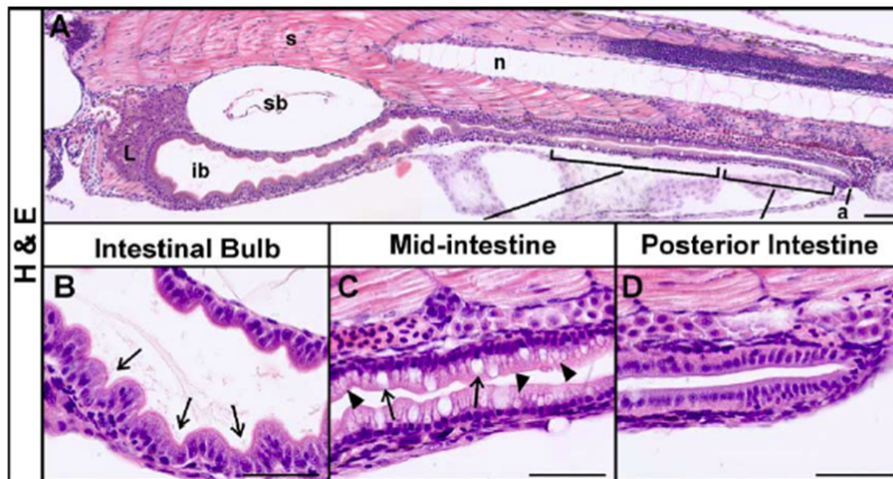 H & E
A
s
n
sb
L
ib
a
Intestinal Bulb
Mid-intestine
Posterior Intestine
B
C
D